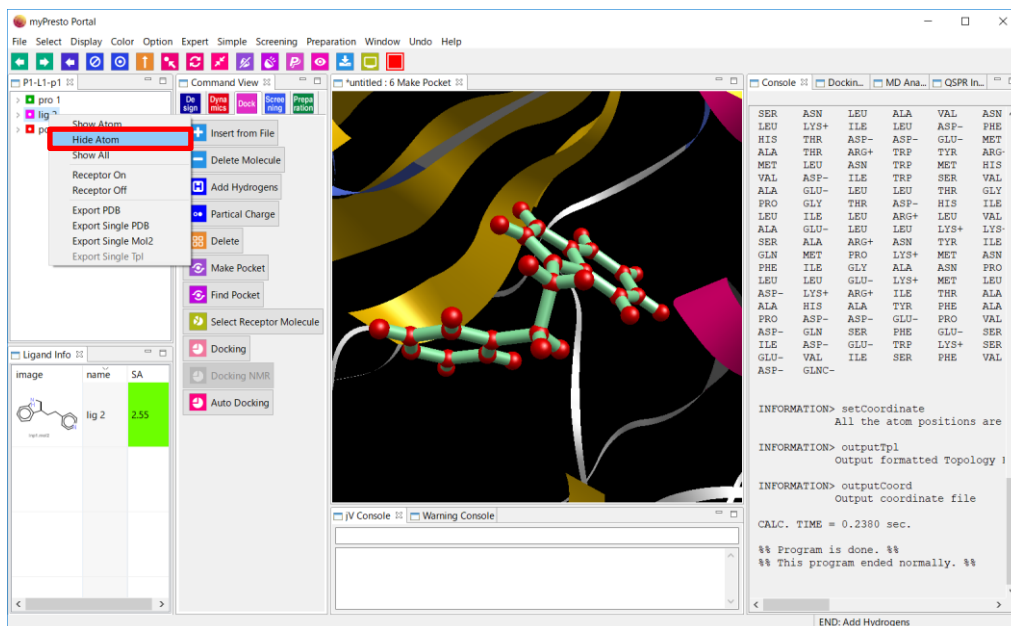 myPresto Portal
File Select Display Color Option Expert Simple Screening Preparation Window Undo Help
P1-L1-p1
pro 1
lig 2
po
Show Atom
Hide Atom
Show All
Receptor On
Receptor Off
Export PDB
Export Single PDB
Export Single Mol2
Export Single Tpl
Ligand Info
image name SA
lig 2 2.55
Command View
De sign Dyna mics Dock Scree ning Prepa ration
Insert from File
Delete Molecule
Add Hydrogens
Partical Charge
Delete
Make Pocket
Find Pocket
Select Receptor Molecule
Docking
Docking NMR
Auto Docking
*untitled : 6 Make Pocket
jV Console Warning Console
Console Dockin... MD Ana... QSPR In...
SER ASN LEU ALA VAL ASN
LEU LYS+ ILE LEU ASP- PHE
HIS THR ASP- ASP- GLU- MET
ALA THR ARG+ TRP TYR ARG-
MET LEU ASN TRP MET HIS
VAL ASP- ILE TRP SER VAL
ALA GLU- LEU LEU THR GLY
PRO GLY THR ASP- HIS ILE
LEU ILE LEU ARG+ LEU VAL
ALA GLU- LEU LEU LYS+ LYS-
SER ALA ARG+ ASN TYR ILE
GLN MET PRO LYS+ MET ASN
PHE ILE GLY ALA ASN PRO
LEU LEU GLU- LYS+ MET LEU
ASP- LYS+ ARG+ ILE THR ALA
ALA HIS ALA TYR PHE ALA
PRO ASP- ASP- GLU- PRO VAL
ASP- GLN SER PHE GLU- SER
ILE ASP- GLU- TRP LYS+ SER
GLU- VAL ILE SER PHE VAL
ASP- GLNC-
INFORMATION> setCoordinate
All the atom positions are
INFORMATION> outputTpl
Output formatted Topology
INFORMATION> outputCoord
Output coordinate file
CALC. TIME = 0.2380 sec.
%% Program is done. %%
%% This program ended normally. %%
END: Add Hydrogens